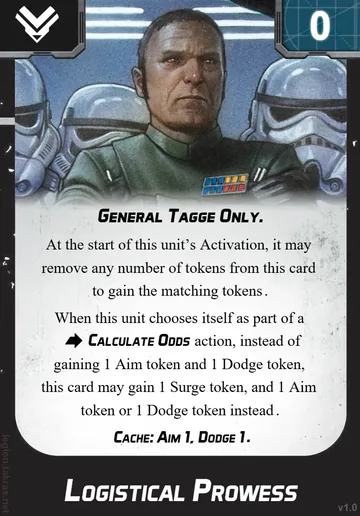 0
General Tagge Only.
At the start of this unit's Activation, it may
remove any number of tokens from this card
to gain the matching tokens.
When this unit chooses itself as part of a
Calculate Odds action, instead of
gaining 1 Aim token and 1 Dodge token,
this card may gain 1 Surge token, and 1 Aim
token or 1 Dodge token instead.
Cache: Aim 1, Dodge 1.
Logistical Prowess
v1.0
legion.takras.net